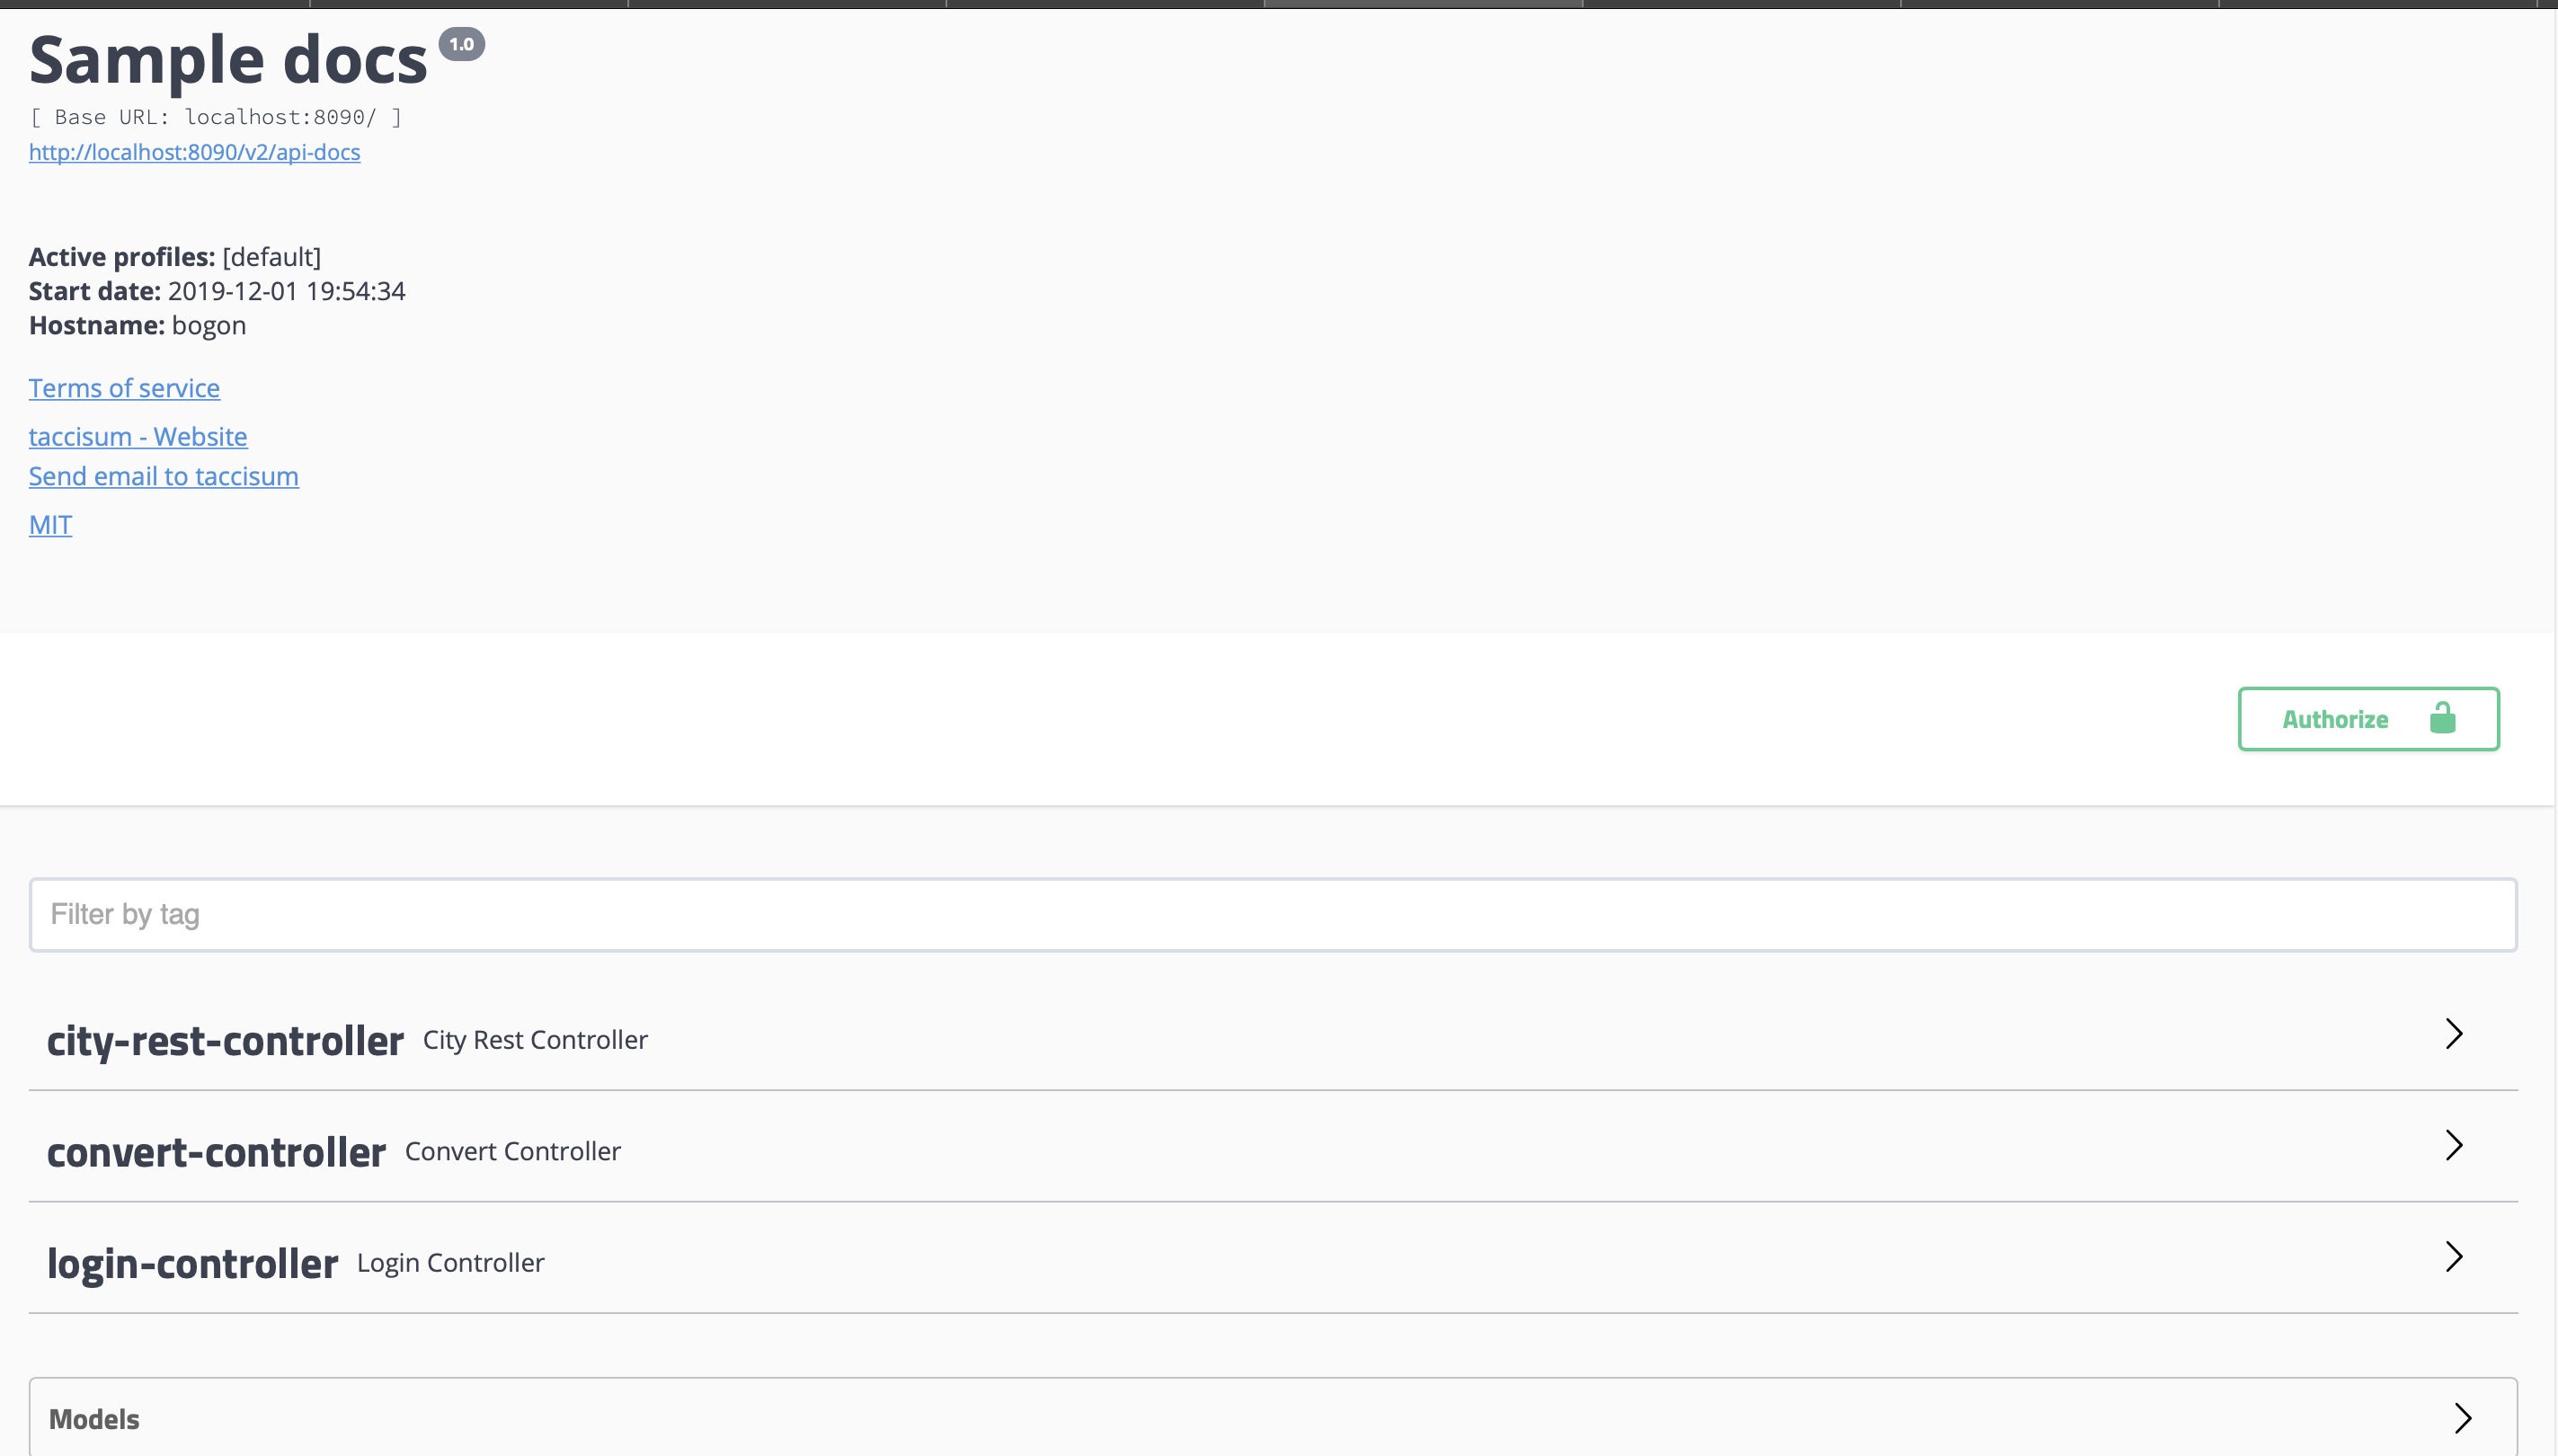 Sample docs 1.0
[ Base URL: localhost:8090/ ]
http://localhost:8090/v2/api-docs
Active profiles: [default]
Start date: 2019-12-01 19:54:34
Hostname: bogon
Terms of service
taccisum - Website
Send email to taccisum
MIT
Authorize
Filter by tag
city-rest-controller City Rest Controller
convert-controller Convert Controller
login-controller Login Controller
Models